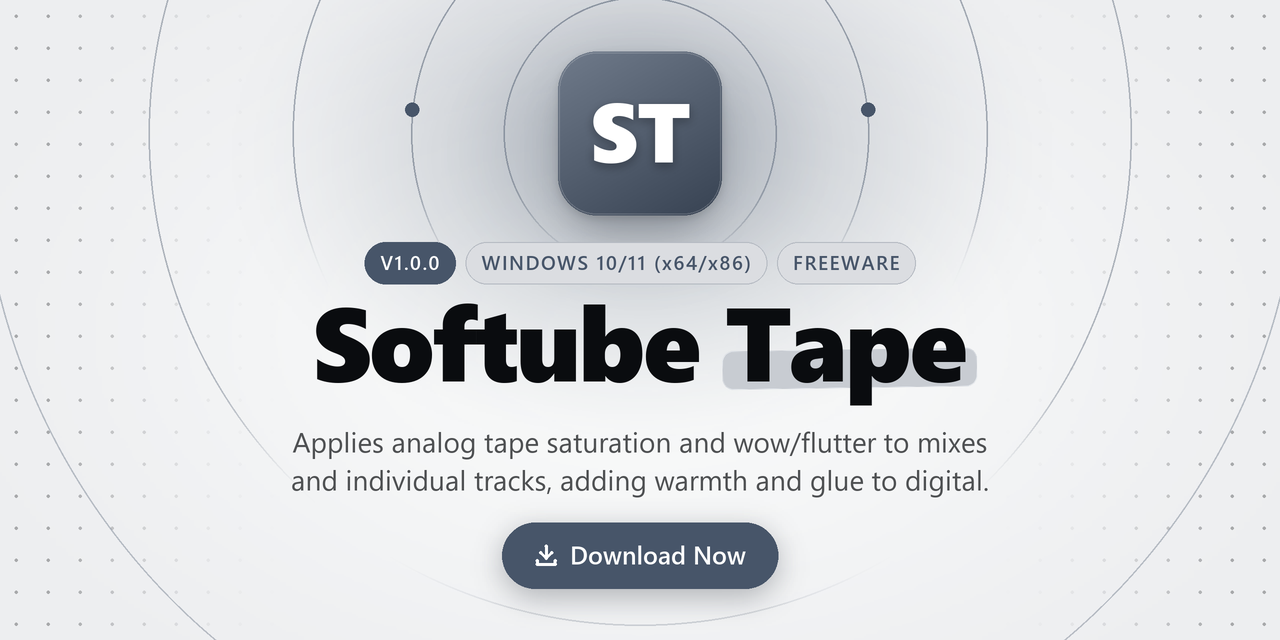 ST
V1.0.0 WINDOWS 10/11 (x64/x86) FREEWARE
Softube Tape
Applies analog tape saturation and wow/flutter to mixes
and individual tracks, adding warmth and glue to digital.
Download Now